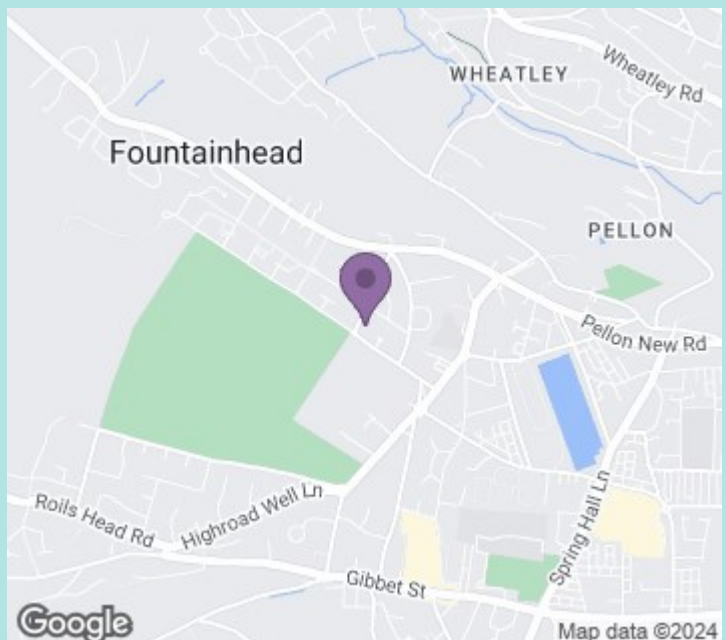 WHEATLEY
Wheatley Rd
Fountainhead
PELLON
Pellon New Rd
Roils Head Rd
Highroad Well Ln
Spring Hall Ln
Gibbet St
Google
Map data ©2024